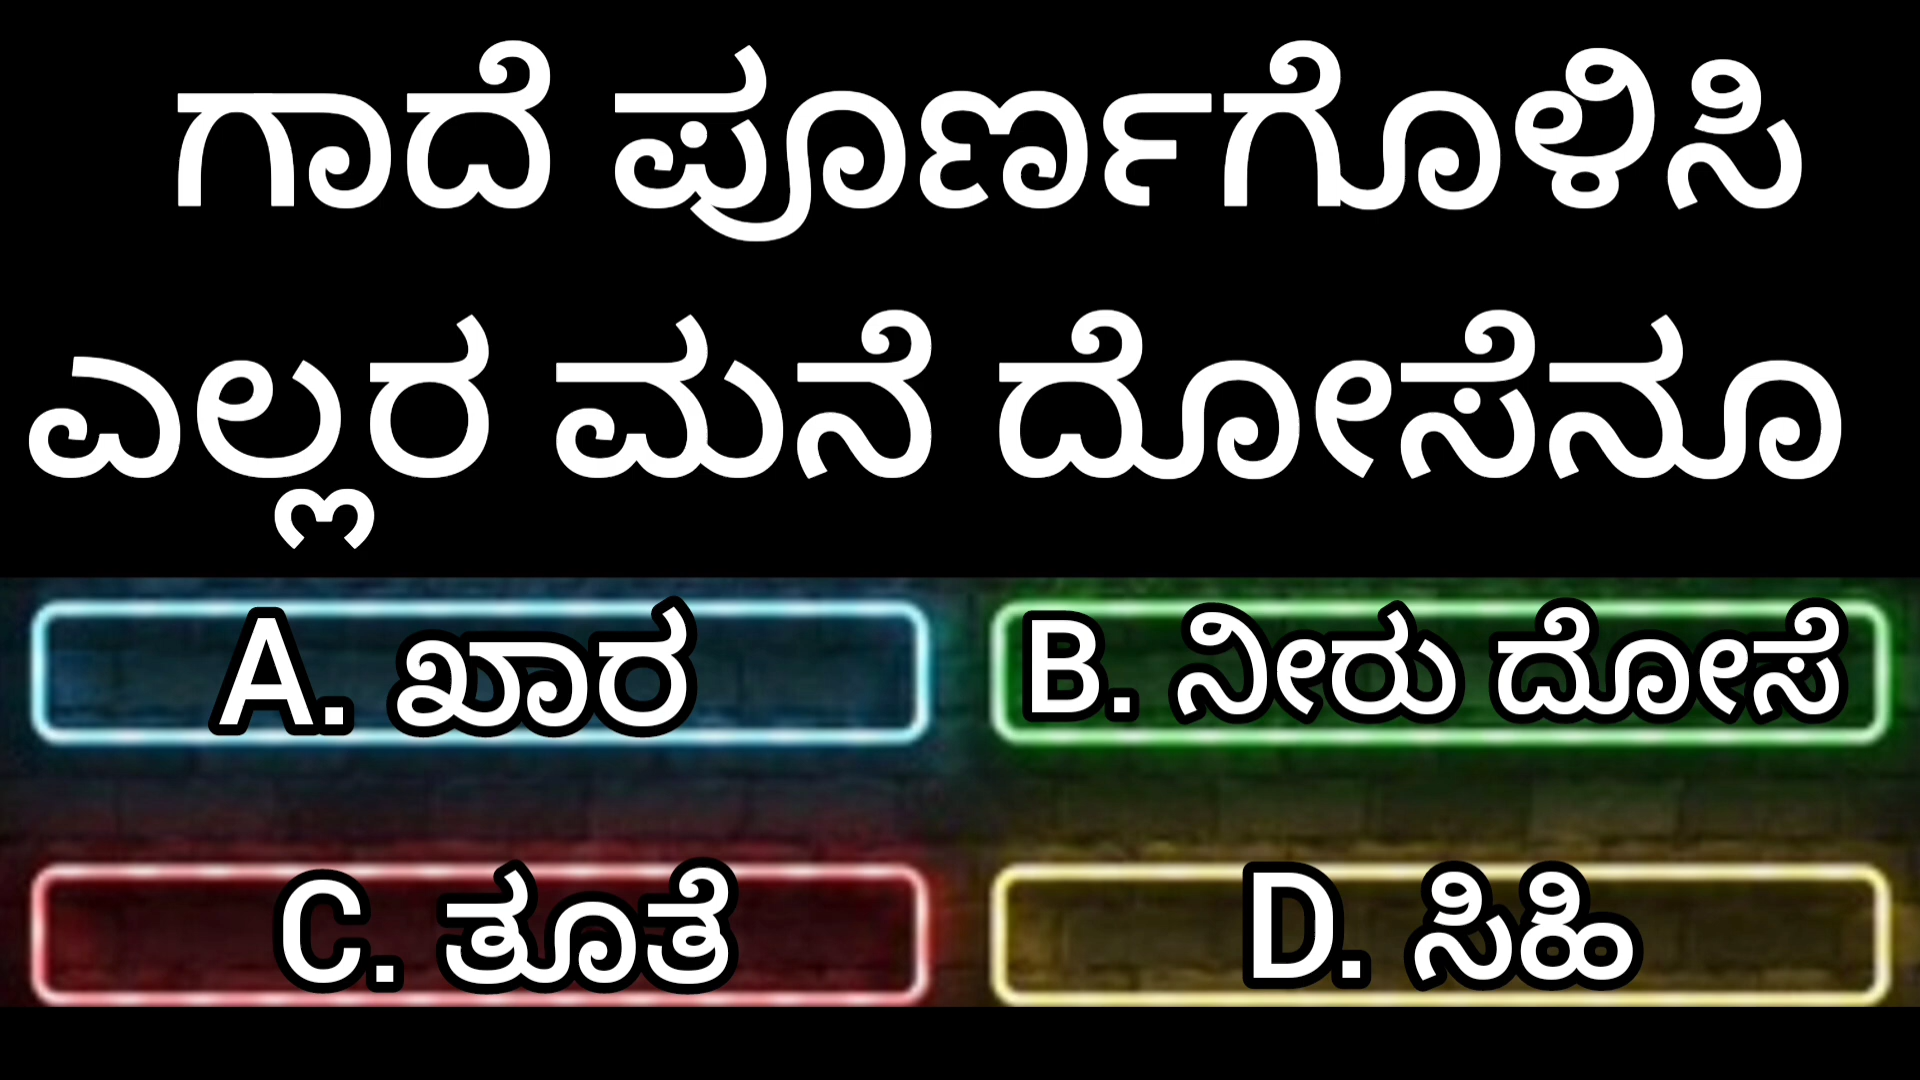 ಗಾದೆ ಪೂರ್ಣಗೊಳಿಸಿ
ಎಲ್ಲರ ಮನೆ ದೋಸೆನೂ
A. ಖಾರ
B. ನೀರು ದೋಸೆ
C. ತೂತೆ
D. ಸಿಹಿ